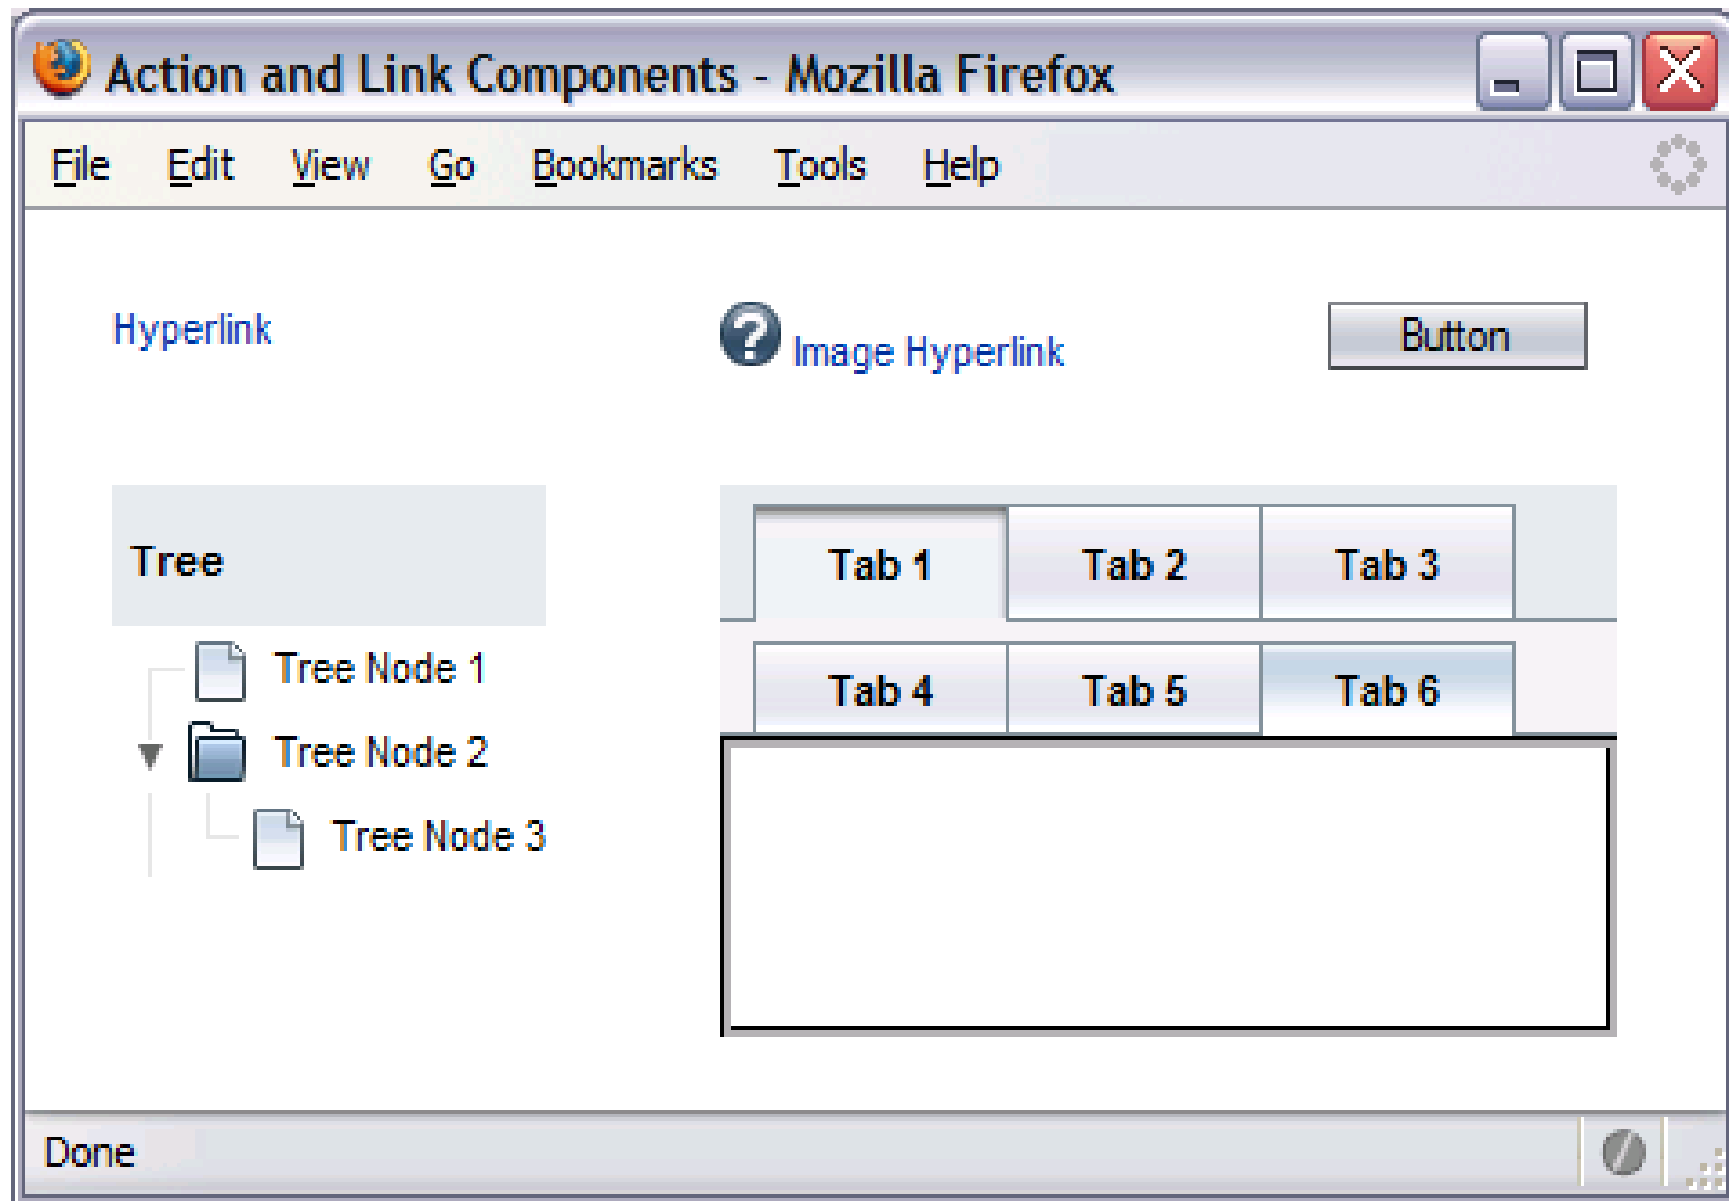 Action and Link Components - Mozilla Firefox
File Edit View Go Bookmarks Tools Help
Hyperlink
Image Hyperlink
Button
Tree
Tree Node 1
Tree Node 2
Tree Node 3
Tab 1 Tab 2 Tab 3
Tab 4 Tab 5 Tab 6
Done